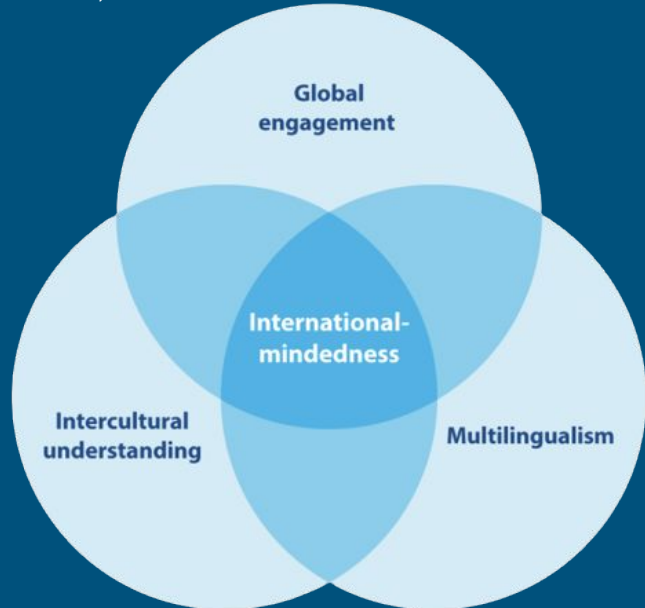 Global
engagement
International-
mindedness
Intercultural
understanding
Multilingualism